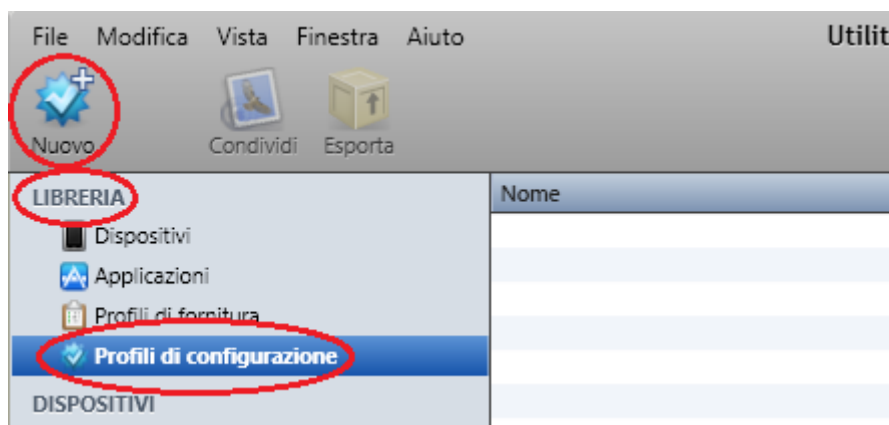 File Modifica Vista Finestra Aiuto Utilit
Nuovo Condividi Esporta
LIBRERIA Nome
Dispositivi
Applicazioni
Profili di fornitura
Profili di configurazione
DISPOSITIVI